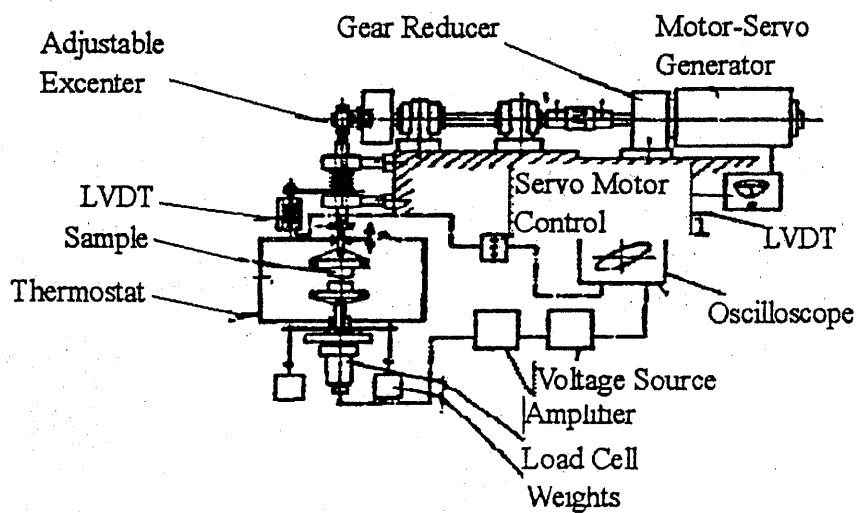 Adjustable
Excenter
Gear Reducer
Motor-Servo
Generator
LVDT
Sample
Thermostat
Servo Motor
Control
LVDT
Oscilloscope
Voltage Source
Amplifier
Load Cell
Weights